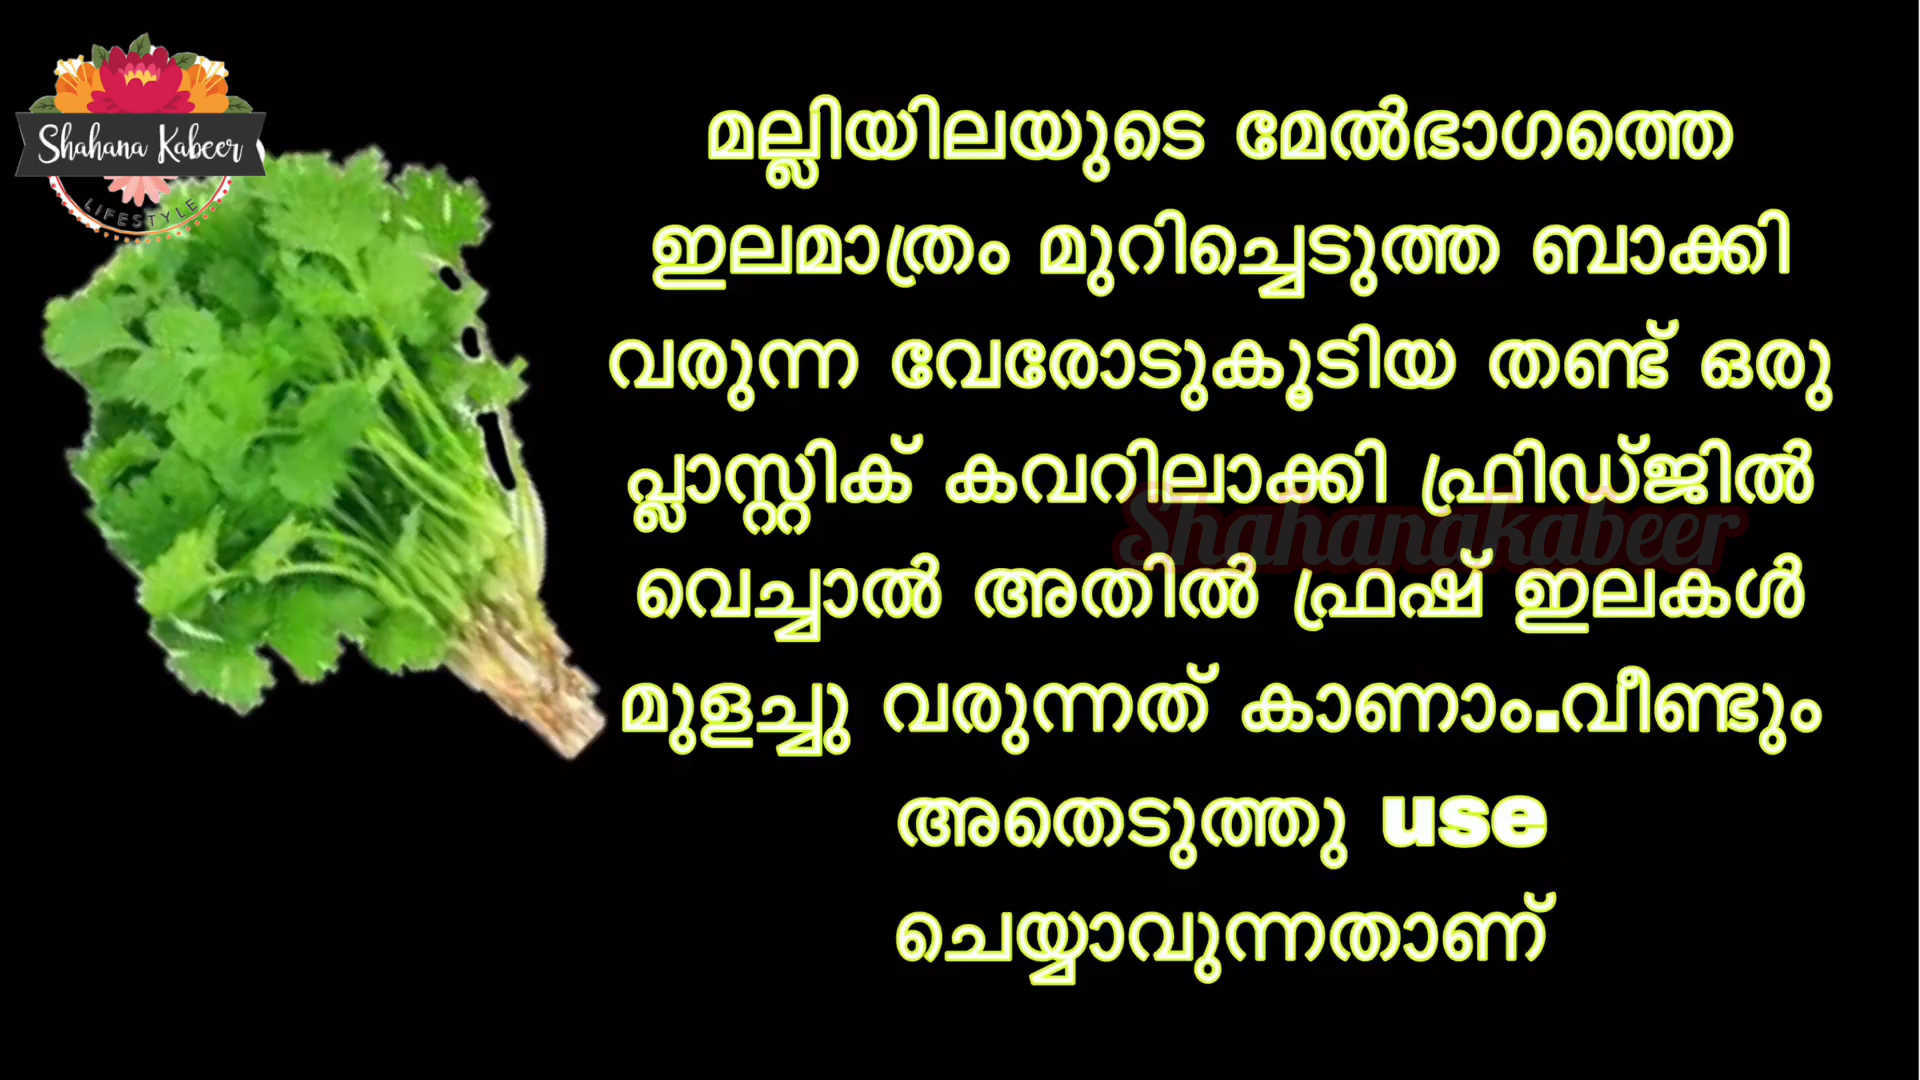 Shahana Kabeer
LIFESTYLE
മല്ലിയിലയുടെ മേൽഭാഗത്തെ
ഇലമാത്രം മുറിച്ചെടുത്ത ബാക്കി
വരുന്ന വേരോടുകൂടിയ തണ്ട് ഒരു
പ്ലാസ്റ്റിക് കവറിലാക്കി ഫ്രിഡ്ജിൽ
Shahanakabeer
വെച്ചാൽ അതിൽ ഫ്രഷ് ഇലകൾ
മുളച്ചു വരുന്നത് കാണാം.വീണ്ടും
അതെടുത്തു use
ചെയ്യാവുന്നതാണ്